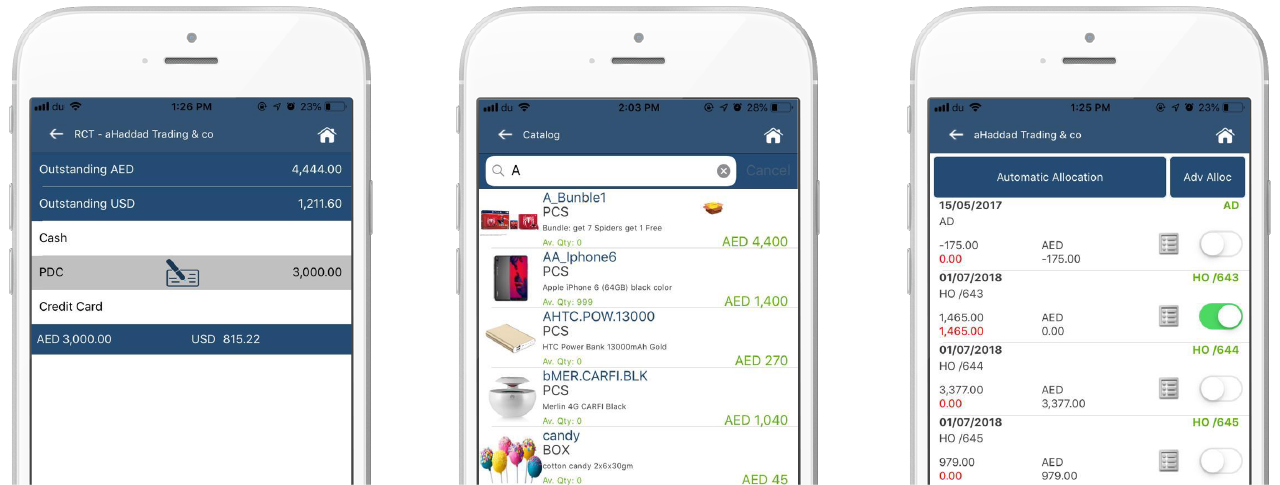 du 1:26 PM 23%
RCT - aHaddad Trading & co
Outstanding AED 4,444.00
Outstanding USD 1,211.60
Cash
PDC 3,000.00
Credit Card
AED 3,000.00 USD 815.22
du 2:03 PM 28%
Catalog
A Cancel
A_Bunble1
PCS
Bundle: get 7 Spiders get 1 Free
Av. Qty: 0 AED 4,400
AA_Iphone6
PCS
Apple iPhone 6 (64GB) black color
Av. Qty: 999 AED 1,400
AHTC.POW.13000
PCS
HTC Power Bank 13000mAh Gold
Av. Qty: 0 AED 270
bMER.CARFI.BLK
PCS
Merlin 4G CARFI Black
Av. Qty: 0 AED 1,040
candy
BOX
cotton candy 2x6x30gm
Av. Qty: 0 AED 45
du 1:25 PM 23%
aHaddad Trading & co
Automatic Allocation Adv Alloc
15/05/2017 AD
AD
-175.00 AED
0.00 -175.00
01/07/2018 HO /643
HO /643
1,465.00 AED
1,465.00 0.00
01/07/2018 HO /644
HO /644
3,377.00 AED
0.00 3,377.00
01/07/2018 HO /645
HO /645
979.00 AED
0.00 979.00